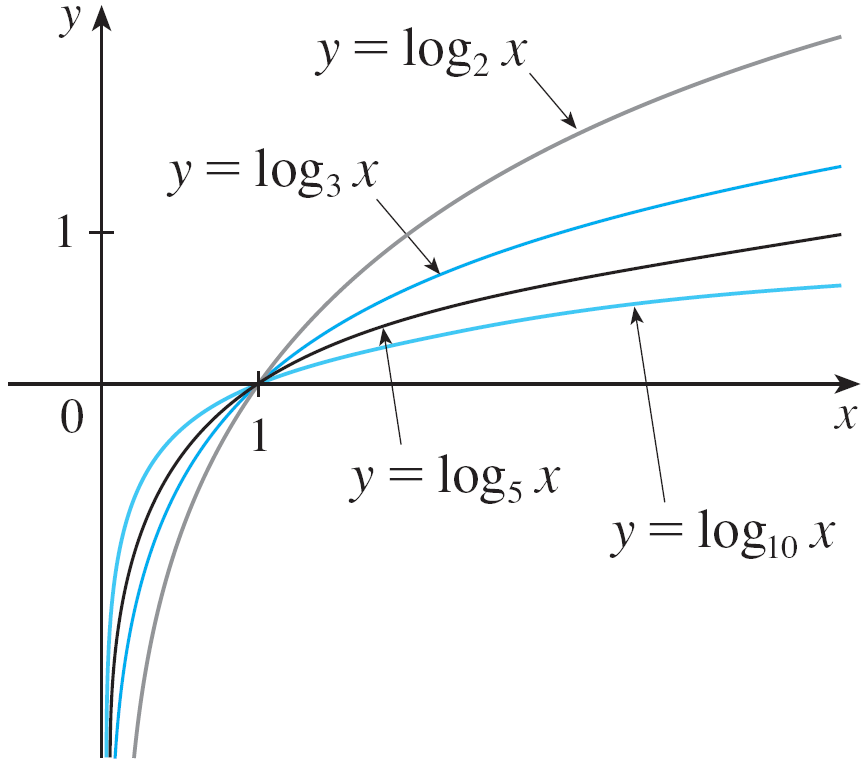 y
y = log₂ x
y = log₃ x
1
0
1
x
y = log₅ x
y = log₁₀ x